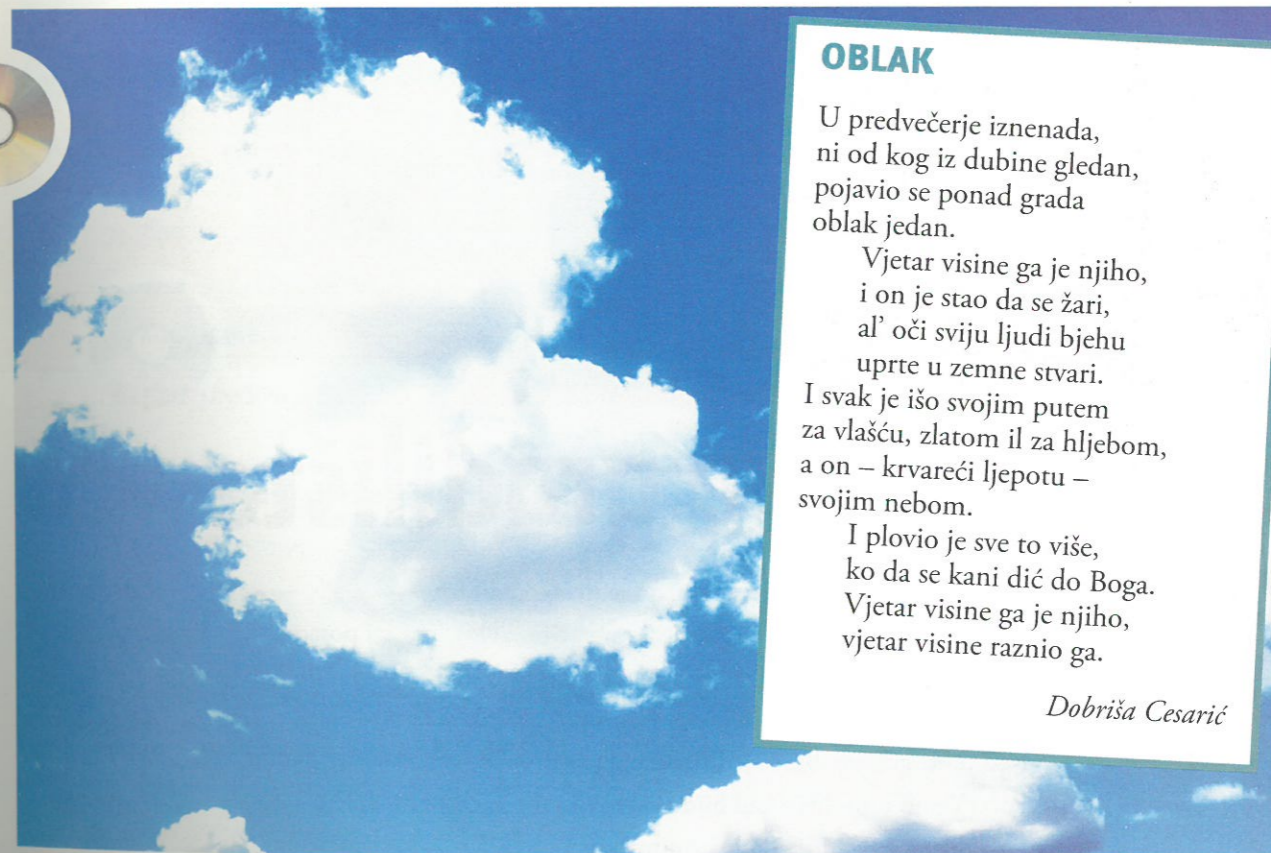 OBLAK
U predvečerje iznenada,
ni od kog iz dubine gledan,
pojavio se ponad grada
oblak jedan.
Vjetar visine ga je njiho,
i on je stao da se žari,
al' oči sviju ljudi bjehu
uprte u zemne stvari.
I svak je išo svojim putem
za vlašću, zlatom il za hljebom,
a on – krvareći ljepotu –
svojim nebom.
I plovio je sve to više,
ko da se kani dić do Boga.
Vjetar visine ga je njiho,
vjetar visine raznio ga.
Dobriša Cesarić